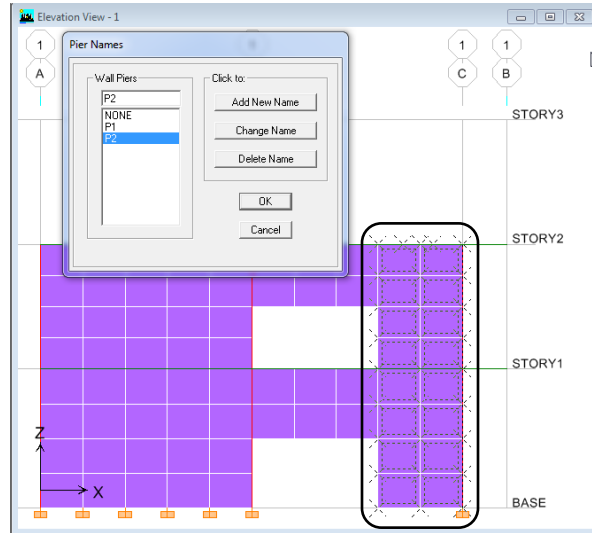 Elevation View - 1
1
1
1
A
C
B
Pier Names
Wall Piers
P2
NONE
P1
P2
Click to:
Add New Name
Change Name
Delete Name
OK
Cancel
STORY3
STORY2
STORY1
BASE
Z
X